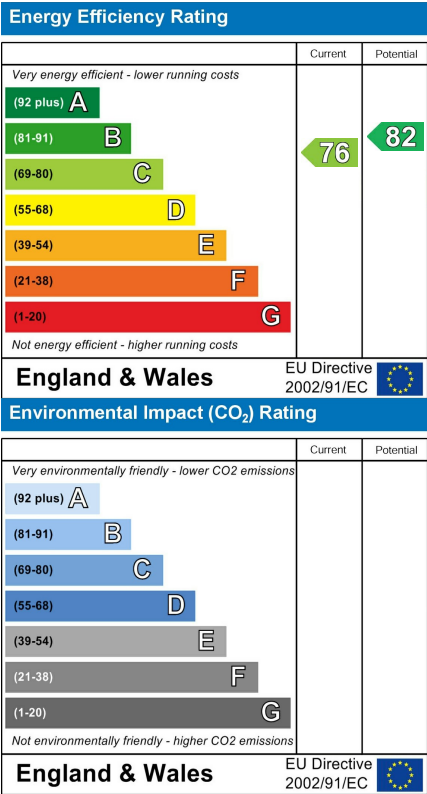 Energy Efficiency Rating
Current Potential
Very energy efficient - lower running costs
(92 plus) A
(81-91) B
(69-80) C
(55-68) D
(39-54) E
(21-38) F
(1-20) G
76
82
Not energy efficient - higher running costs
England & Wales
EU Directive
2002/91/EC
Environmental Impact (CO₂) Rating
Current Potential
Very environmentally friendly - lower CO2 emissions
(92 plus) A
(81-91) B
(69-80) C
(55-68) D
(39-54) E
(21-38) F
(1-20) G
Not environmentally friendly - higher CO2 emissions
England & Wales
EU Directive
2002/91/EC